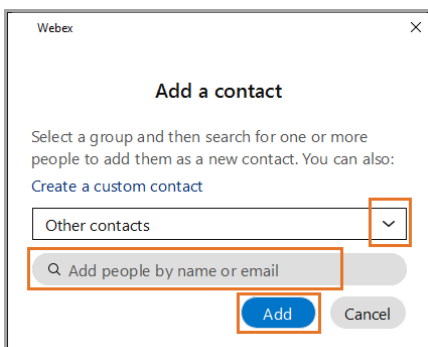 Webex
Add a contact
Select a group and then search for one or more
people to add them as a new contact. You can also:
Create a custom contact
Other contacts
Add people by name or email
Add
Cancel